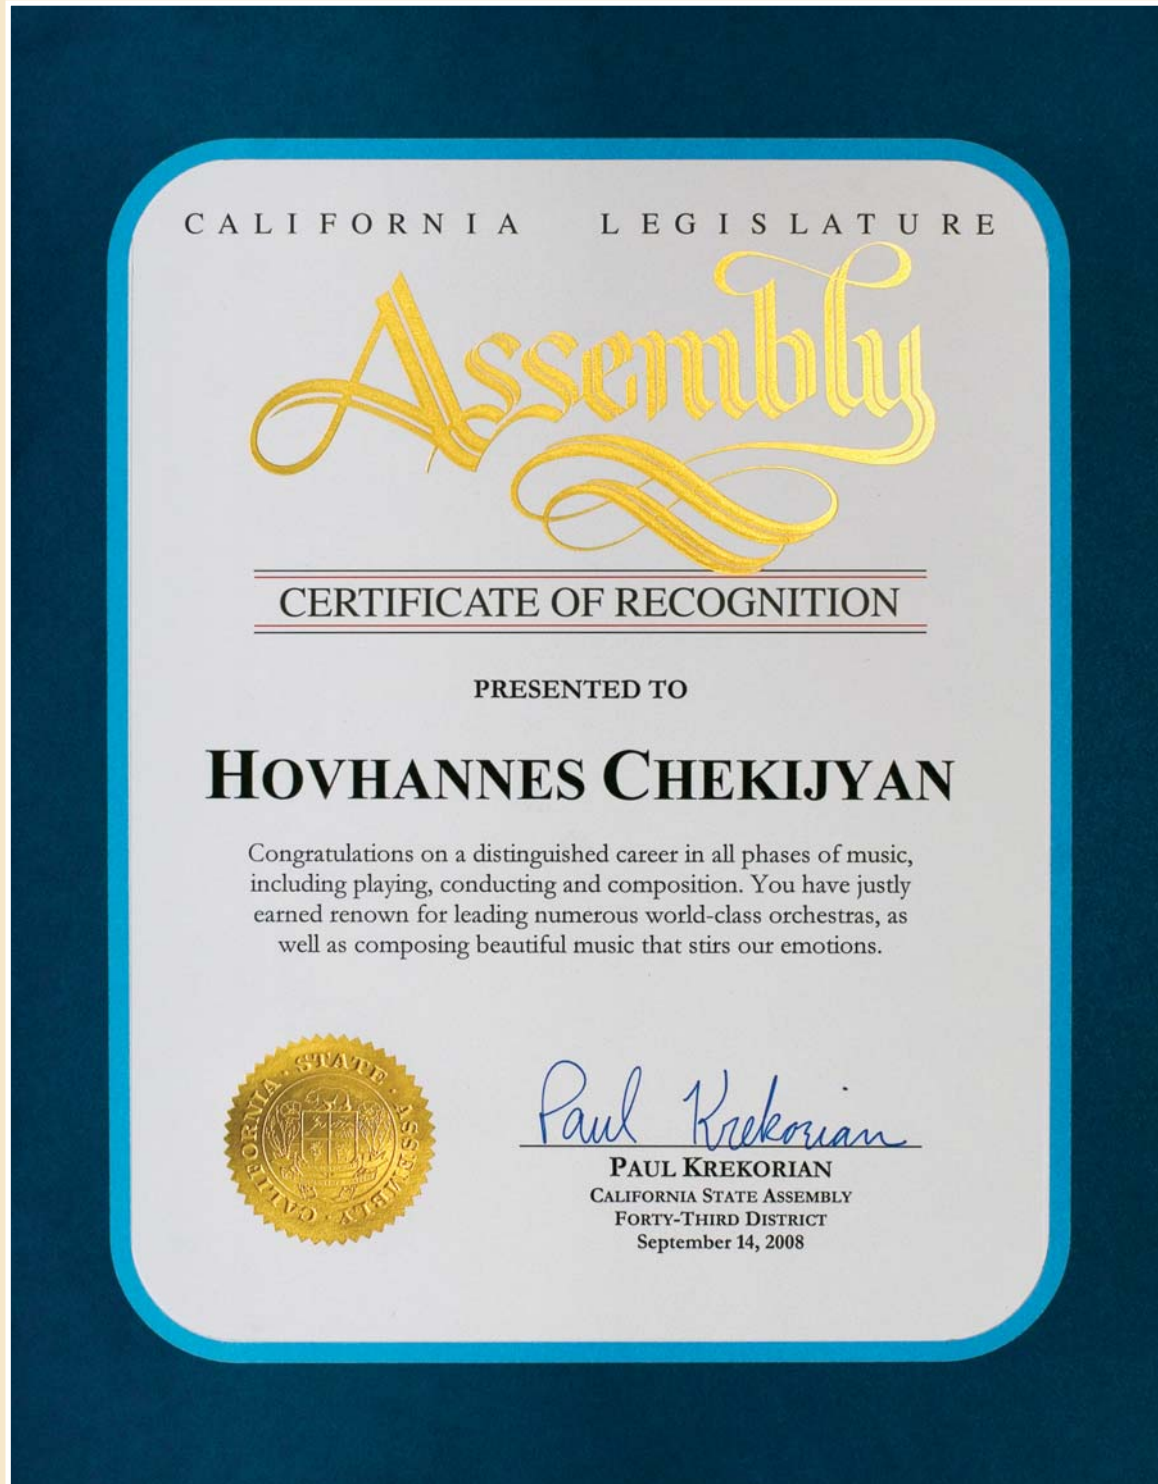 CALIFORNIA LEGISLATURE
Assembly
CERTIFICATE OF RECOGNITION
PRESENTED TO
HOVHANNES CHEKIJYAN
Congratulations on a distinguished career in all phases of music,
including playing, conducting and composition. You have justly
earned renown for leading numerous world-class orchestras, as
well as composing beautiful music that stirs our emotions.
CALIFORNIA · STATE · ASSEMBLY
Paul Krekorian
PAUL KREKORIAN
CALIFORNIA STATE ASSEMBLY
FORTY-THIRD DISTRICT
September 14, 2008